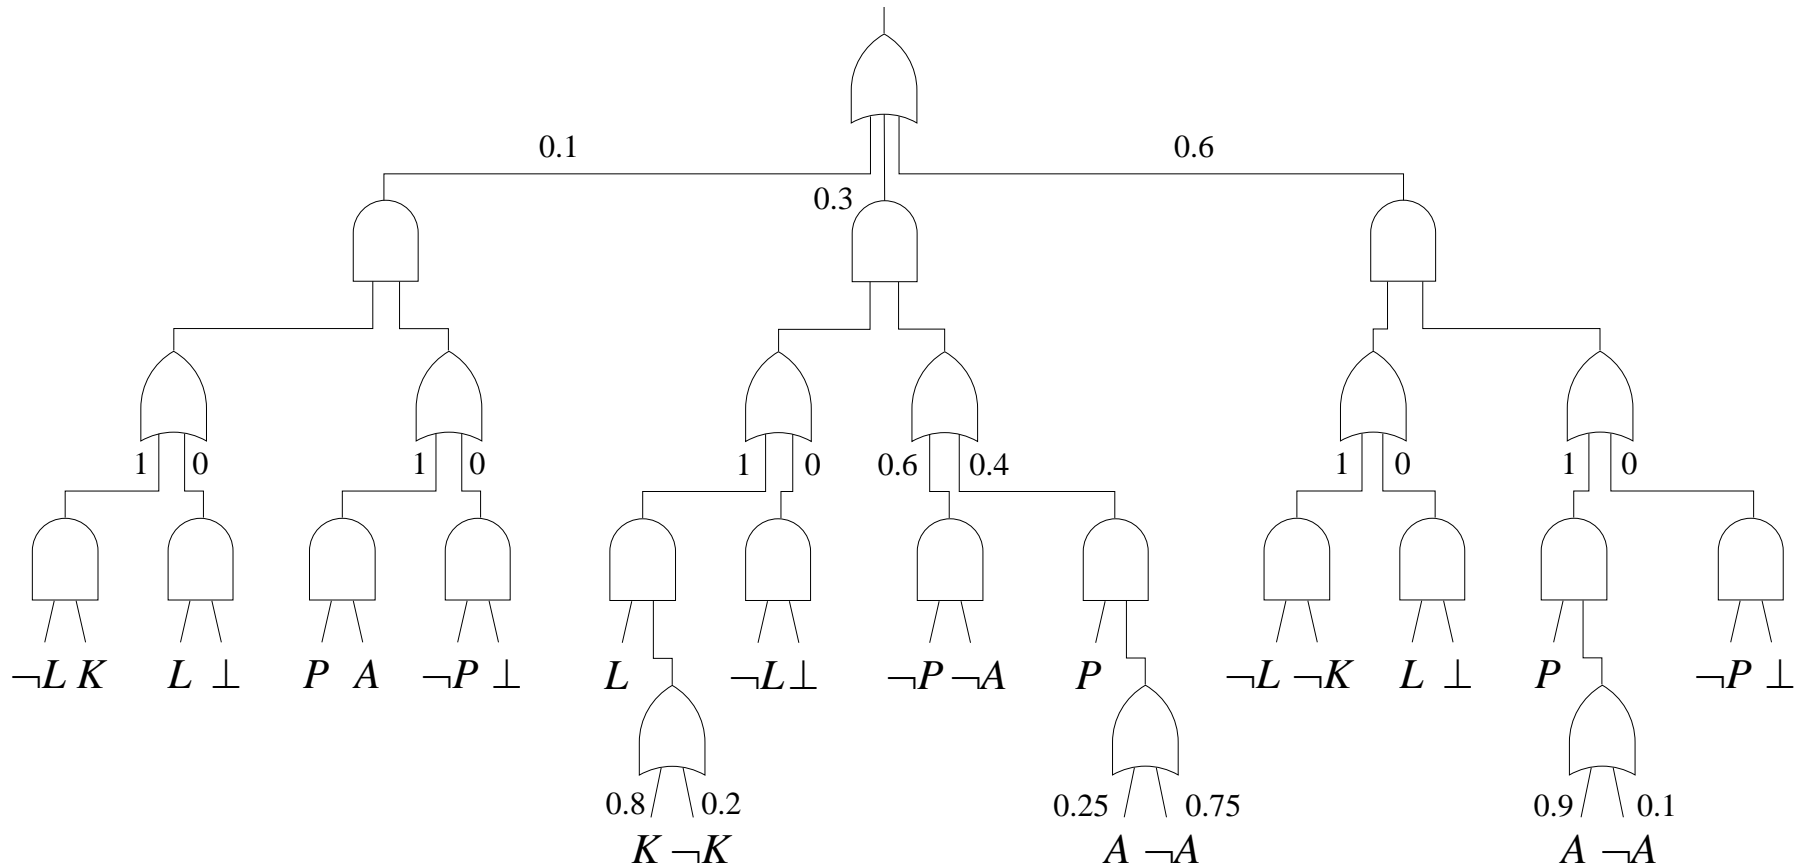 0.1 0.6
0.3
1 0 1 0 1 0 0.6 0.4 1 0 1 0
¬L K L ⊥ P A ¬P ⊥ L ¬L⊥ ¬P ¬A P ¬L ¬K L ⊥ P ¬P ⊥
0.8 0.2 0.25 0.75 0.9 0.1
K ¬K A ¬A A ¬A